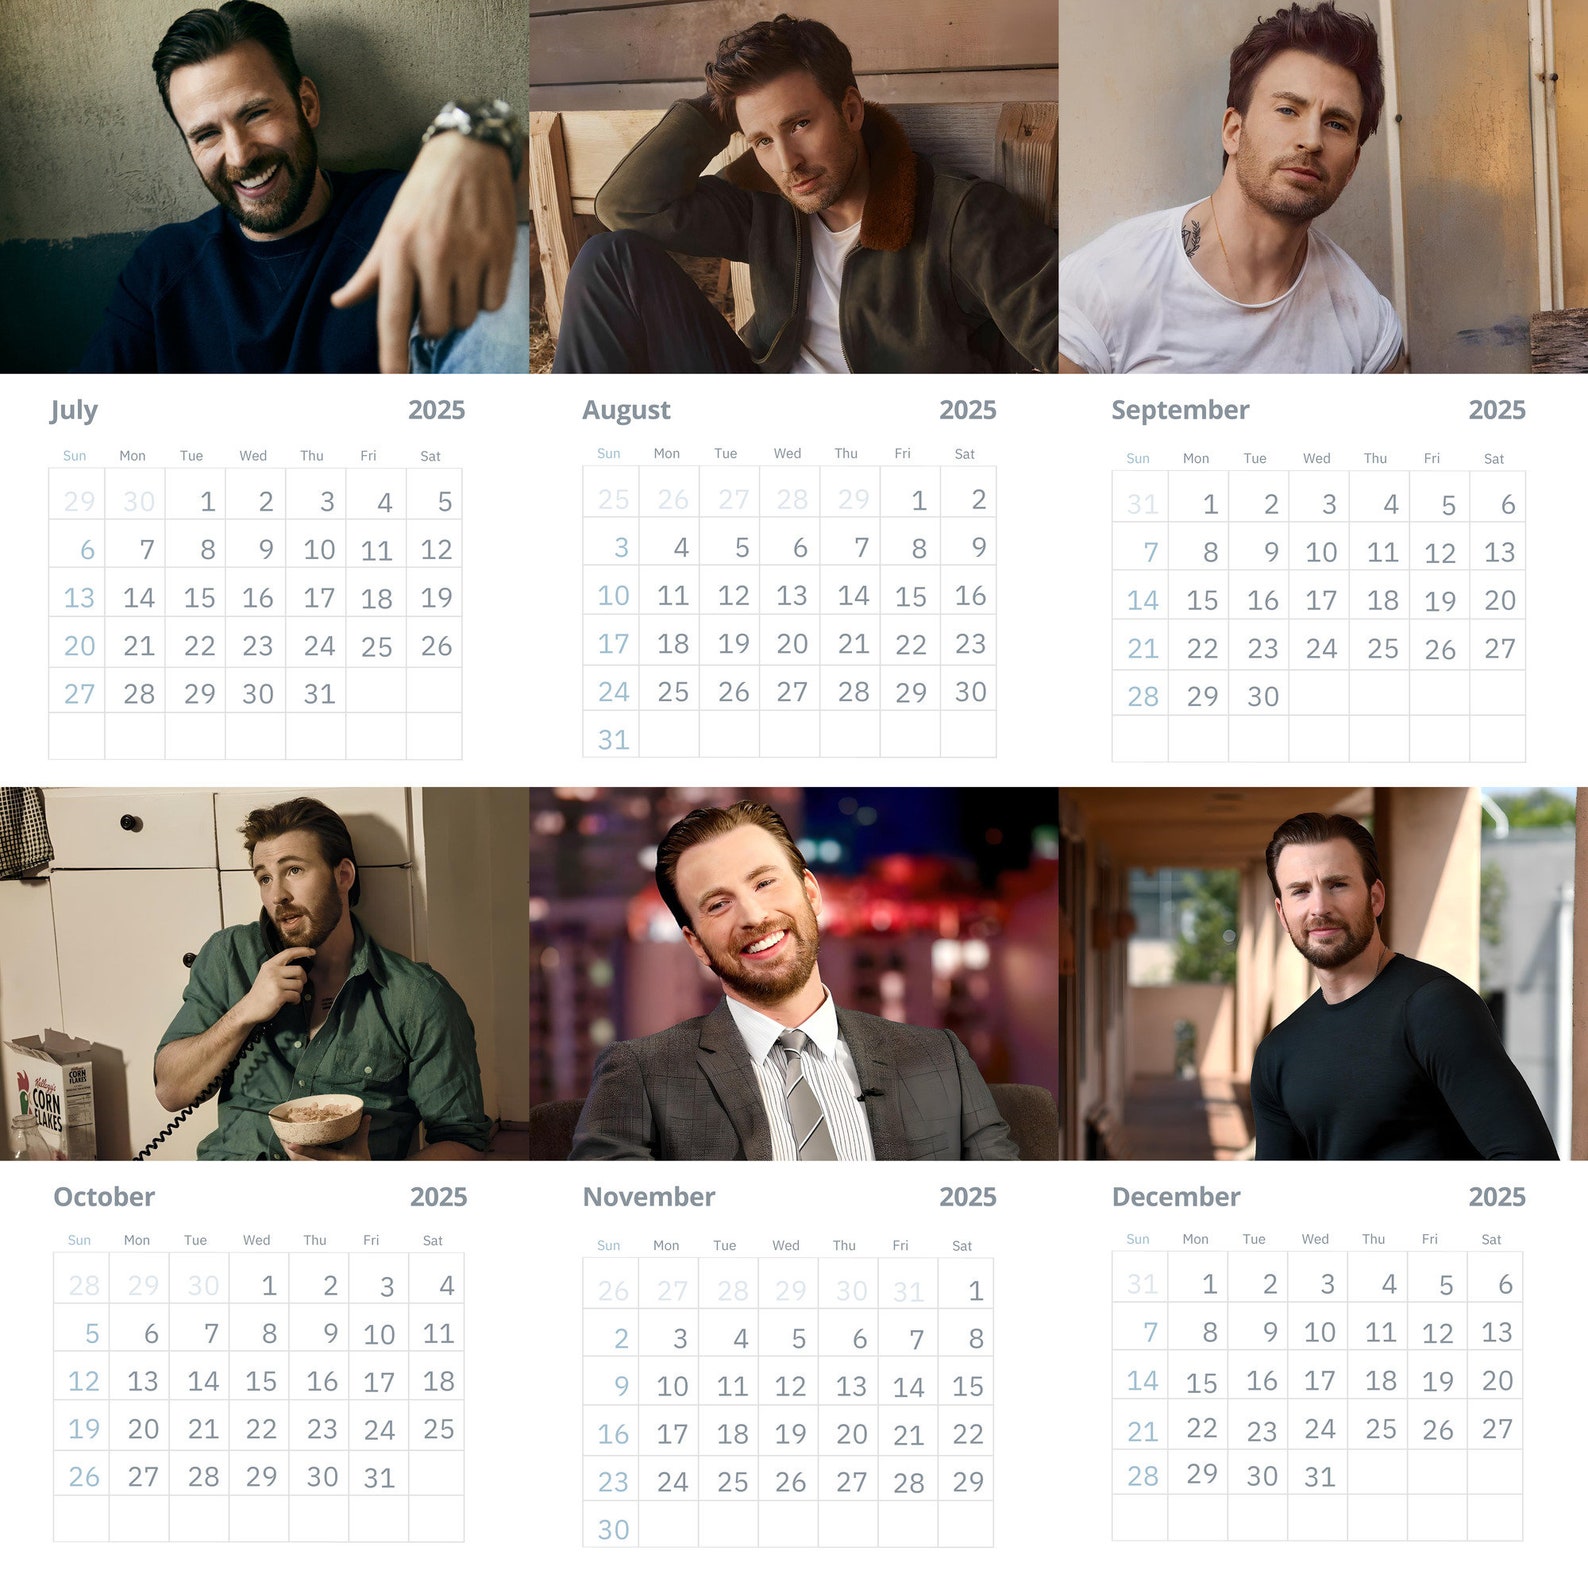 July 2025
Sun Mon Tue Wed Thu Fri Sat
29 30 1 2 3 4 5
6 7 8 9 10 11 12
13 14 15 16 17 18 19
20 21 22 23 24 25 26
27 28 29 30 31
August 2025
Sun Mon Tue Wed Thu Fri Sat
25 26 27 28 29 1 2
3 4 5 6 7 8 9
10 11 12 13 14 15 16
17 18 19 20 21 22 23
24 25 26 27 28 29 30
31
September 2025
Sun Mon Tue Wed Thu Fri Sat
31 1 2 3 4 5 6
7 8 9 10 11 12 13
14 15 16 17 18 19 20
21 22 23 24 25 26 27
28 29 30
Kellogg's
CORN
FLAKES
CORN
FLAKES
October 2025
Sun Mon Tue Wed Thu Fri Sat
28 29 30 1 2 3 4
5 6 7 8 9 10 11
12 13 14 15 16 17 18
19 20 21 22 23 24 25
26 27 28 29 30 31
November 2025
Sun Mon Tue Wed Thu Fri Sat
26 27 28 29 30 31 1
2 3 4 5 6 7 8
9 10 11 12 13 14 15
16 17 18 19 20 21 22
23 24 25 26 27 28 29
30
December 2025
Sun Mon Tue Wed Thu Fri Sat
31 1 2 3 4 5 6
7 8 9 10 11 12 13
14 15 16 17 18 19 20
21 22 23 24 25 26 27
28 29 30 31